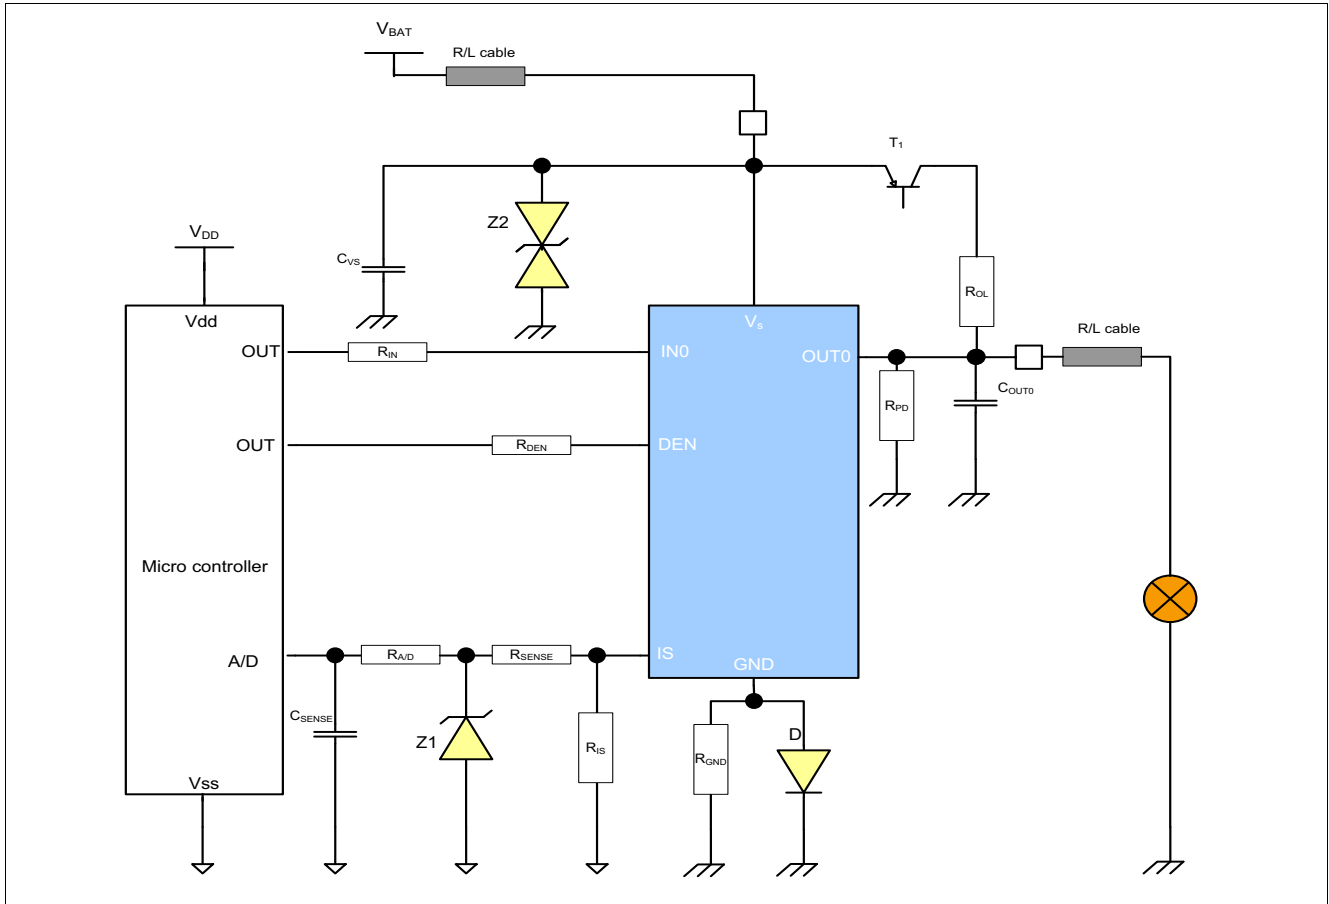 VBAT
R/L cable
T1
Z2
VDD
CVS
ROL
Vdd
Vs
R/L cable
OUT
RIN
IN0
OUT0
COUT0
RPD
OUT
RDEN
DEN
Micro controller
A/D
RA/D
RSENSE
IS
GND
CSENSE
Z1
RIS
RGND
D
Vss